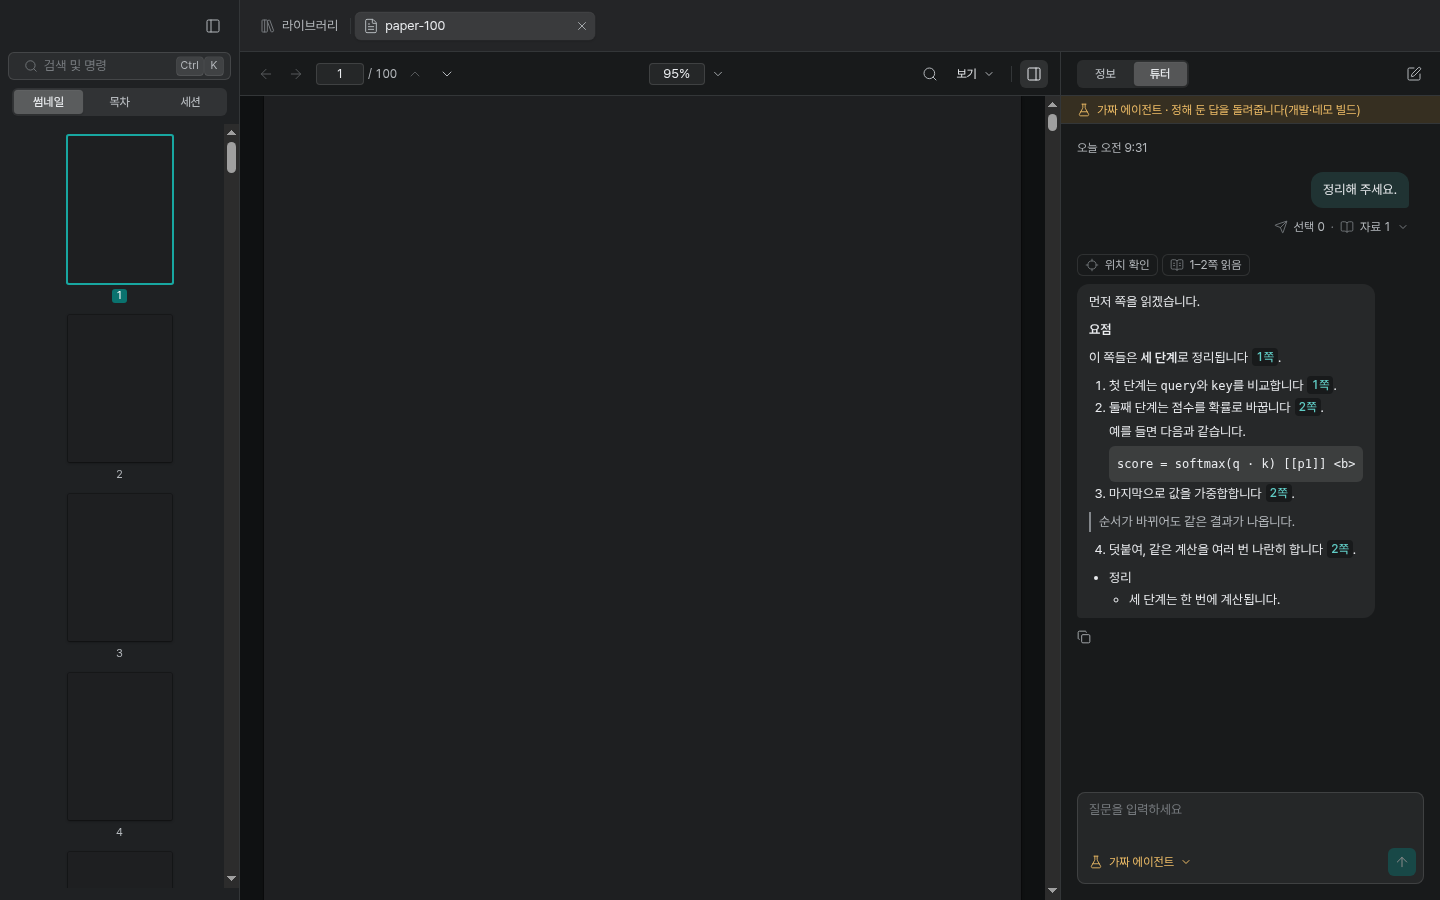 라이브러리
paper-100
검색 및 명령 Ctrl K
1 / 100
95%
보기
정보 튜터
썸네일 목차 세션
1
2
3
4
가짜 에이전트 · 정해 둔 답을 돌려줍니다(개발·데모 빌드)
오늘 오전 9:31
정리해 주세요.
선택 0 · 자료 1
위치 확인 1–2쪽 읽음
먼저 쪽을 읽겠습니다.
요점
이 쪽들은 세 단계로 정리됩니다 1쪽.
1. 첫 단계는 query와 key를 비교합니다 1쪽.
2. 둘째 단계는 점수를 확률로 바꿉니다 2쪽.
예를 들면 다음과 같습니다.
score = softmax(q · k) [[p1]] <b>
3. 마지막으로 값을 가중합합니다 2쪽.
순서가 바뀌어도 같은 결과가 나옵니다.
4. 덧붙여, 같은 계산을 여러 번 나란히 합니다 2쪽.
정리
세 단계는 한 번에 계산됩니다.
질문을 입력하세요
가짜 에이전트